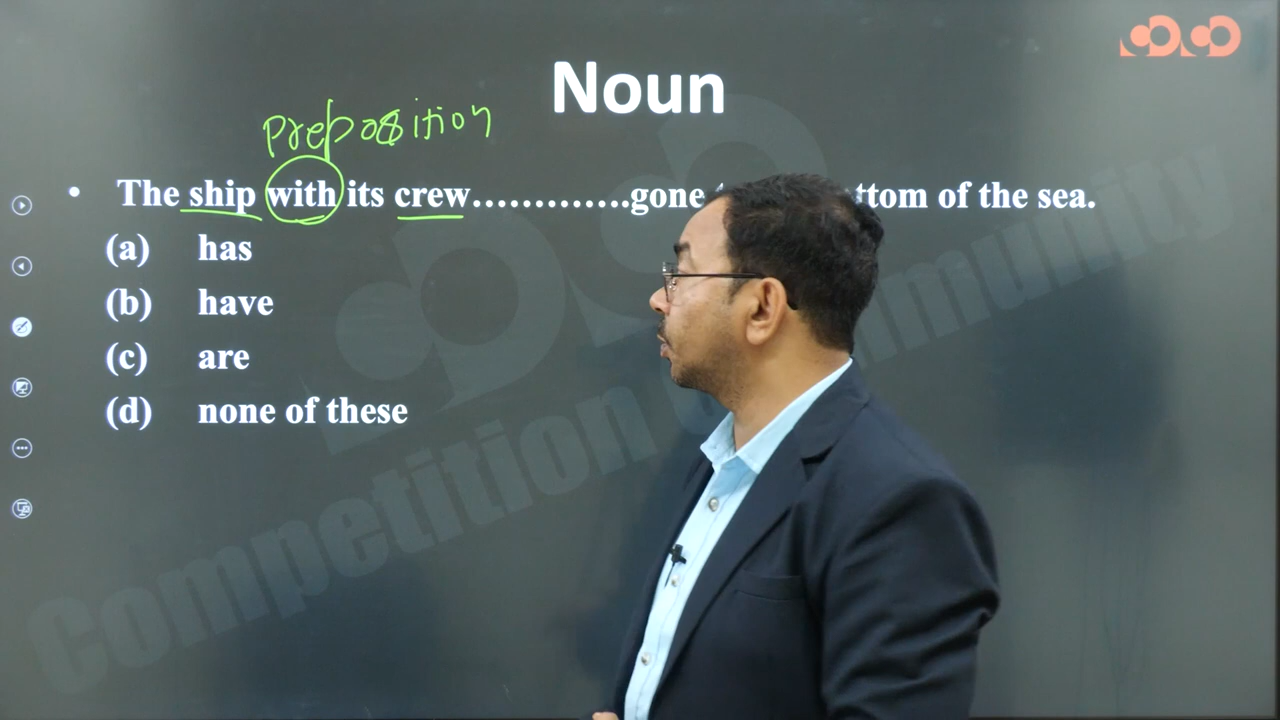 Noun
preposition
• The ship with its crew.............gone ttom of the sea.
(a) has
(b) have
(c) are
(d) none of these
Competition Community